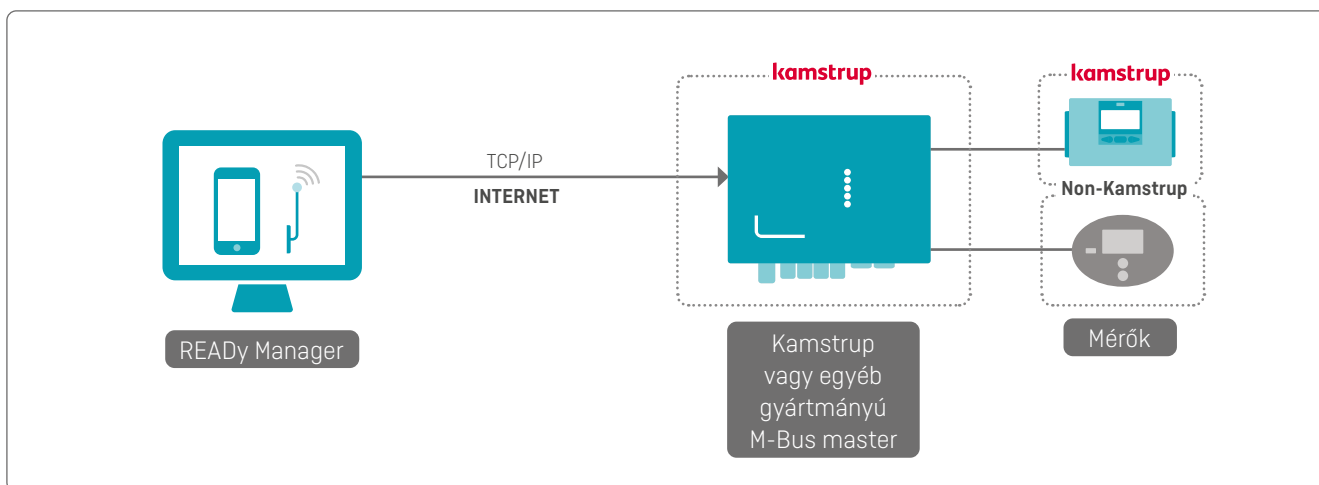 kamstrup
kamstrup
TCP/IP
INTERNET
Non-Kamstrup
READy Manager
Kamstrup
vagy egyéb
gyártmányú
M-Bus master
Mérők